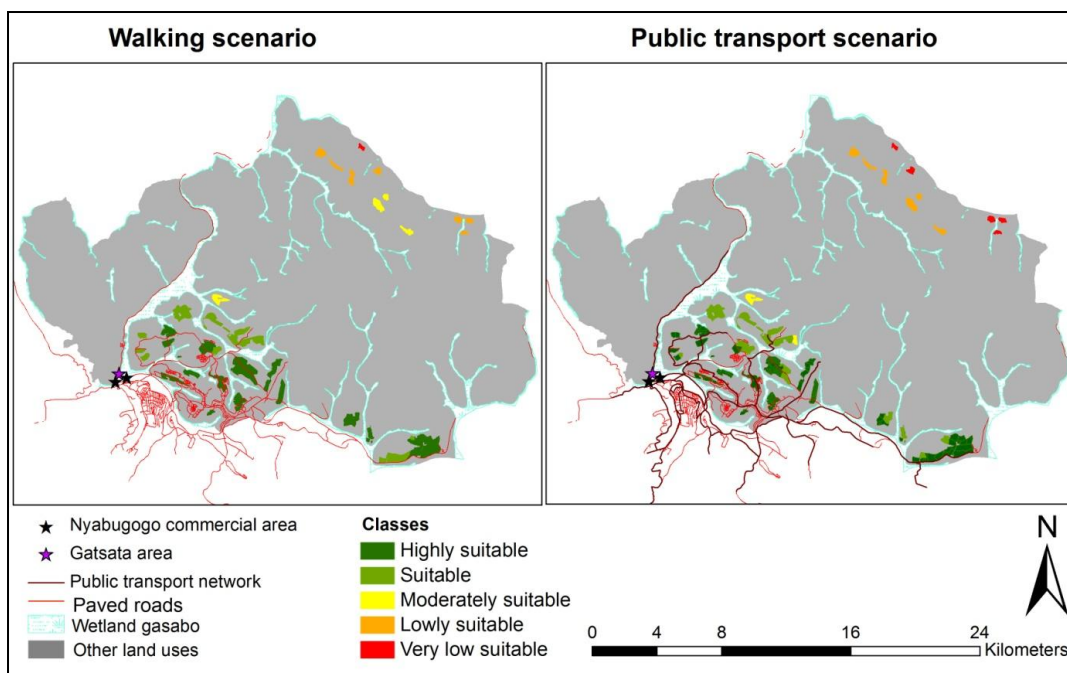 Walking scenario
Public transport scenario
Nyabugogo commercial area
Gatsata area
Public transport network
Paved roads
Wetland gasabo
Other land uses
Classes
Highly suitable
Suitable
Moderately suitable
Lowly suitable
Very low suitable
N
0 4 8 16 24
Kilometers